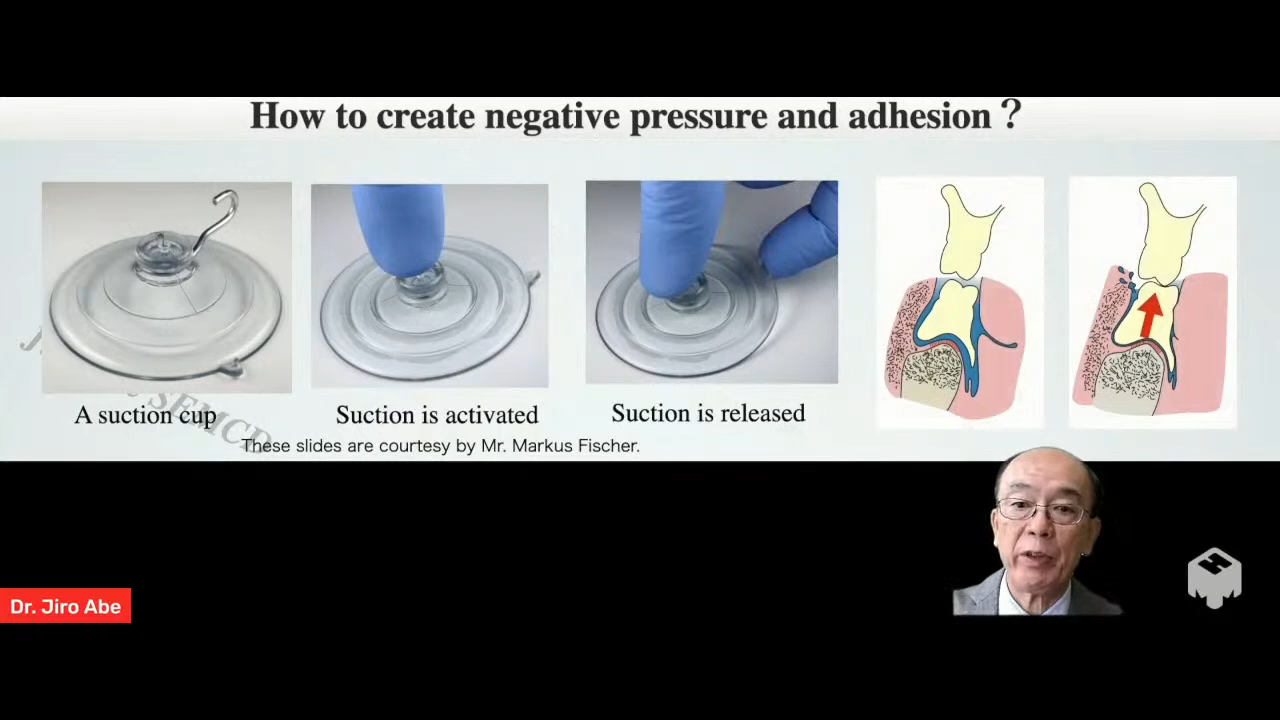 How to create negative pressure and adhesion？
A suction cup
Suction is activated
Suction is released
These slides are courtesy by Mr. Markus Fischer.
Dr. Jiro Abe